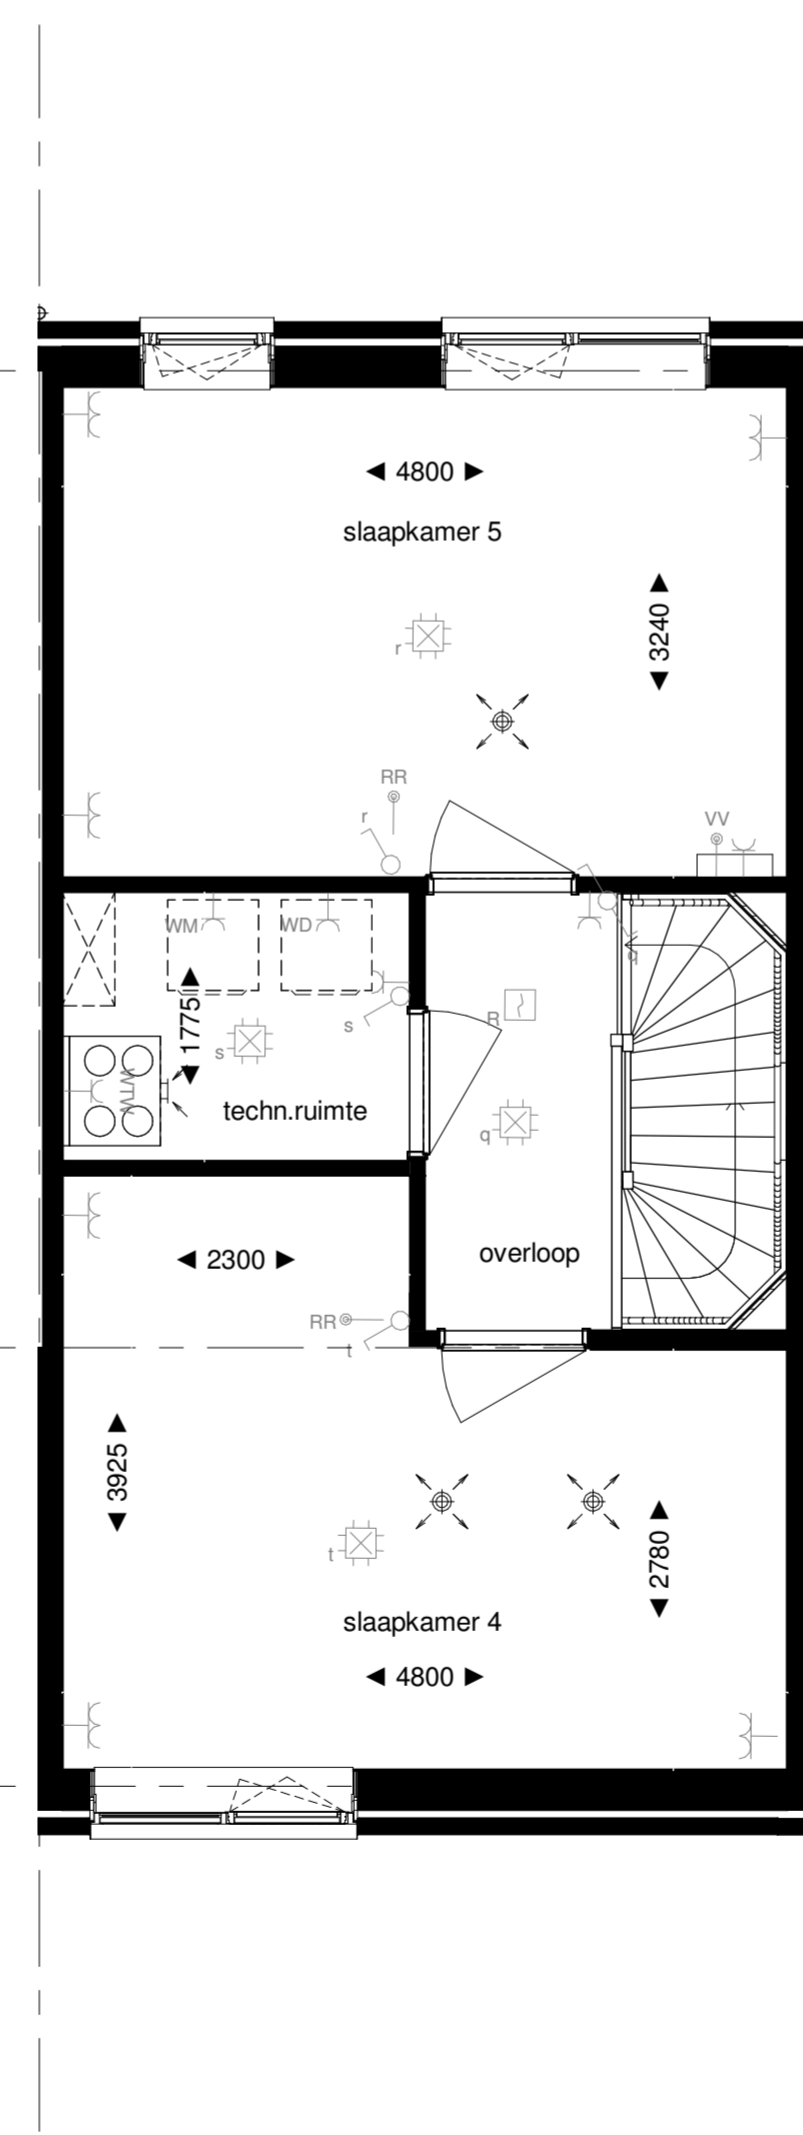 4800
slaapkamer 5
3240
r
RR
r
VV
WM
WD
1775
q
R
s
s
WTW
techn.ruimte
q
2300
overloop
RR
t
3925
t
2780
slaapkamer 4
4800